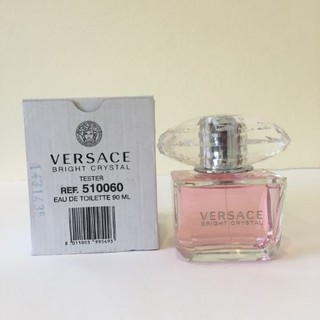 VERSACE
BRIGHT CRYSTAL
TESTER
REF. 510060
EAU DE TOILETTE 90 ML
VERSACE
BRIGHT CRYSTAL